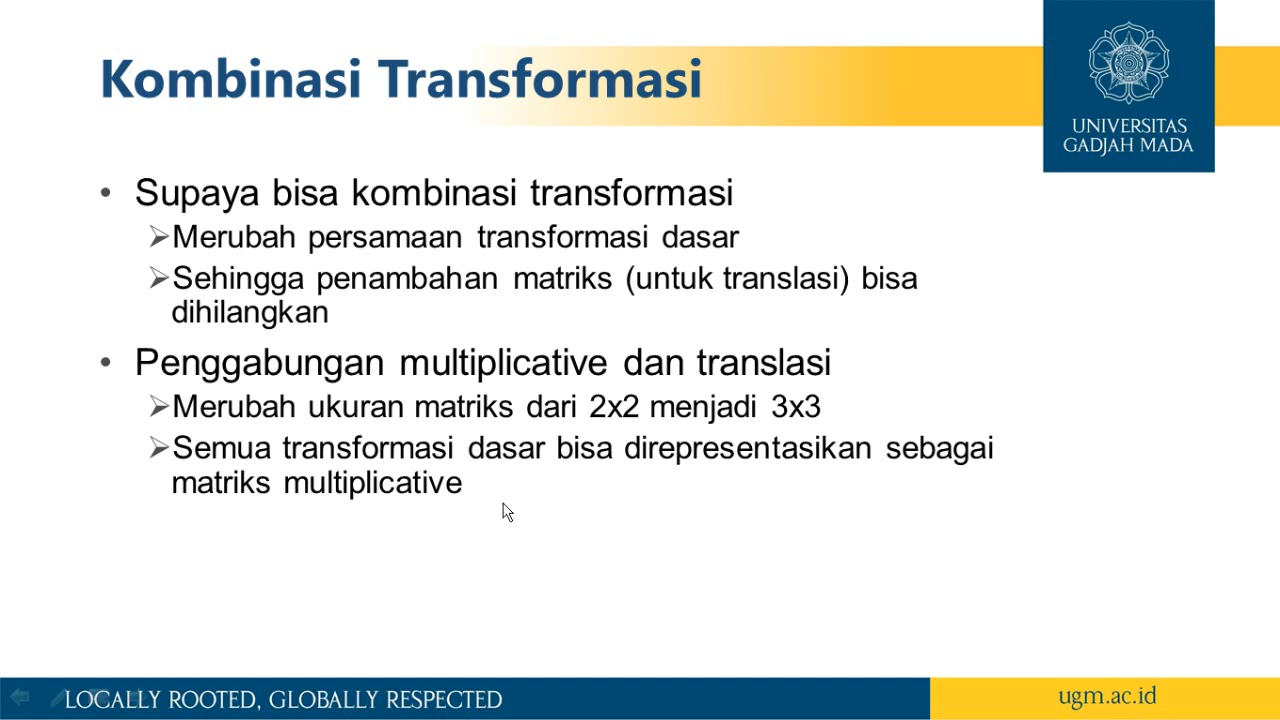 Kombinasi Transformasi
UNIVERSITAS
GADJAH MADA
• Supaya bisa kombinasi transformasi
➢Merubah persamaan transformasi dasar
➢Sehingga penambahan matriks (untuk translasi) bisa
dihilangkan
• Penggabungan multiplicative dan translasi
➢Merubah ukuran matriks dari 2x2 menjadi 3x3
➢Semua transformasi dasar bisa direpresentasikan sebagai
matriks multiplicative
LOCALLY ROOTED, GLOBALLY RESPECTED
ugm.ac.id